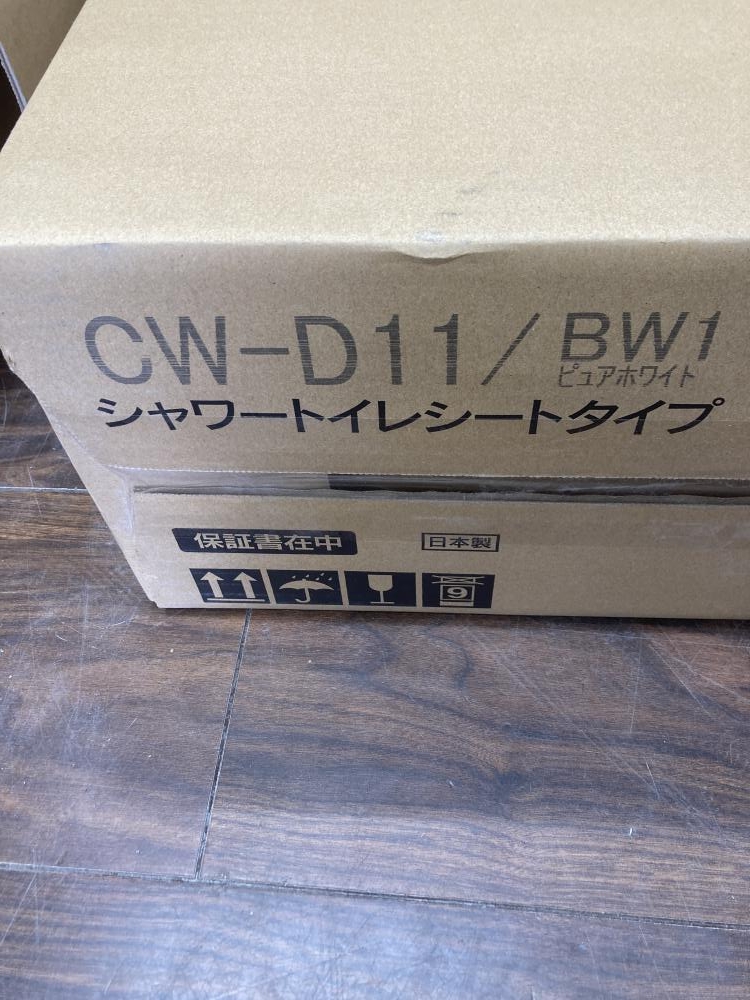 CW-D11/BW1
ピュアホワイト
シャワートイレシートタイプ
保証書在中 日本製
9